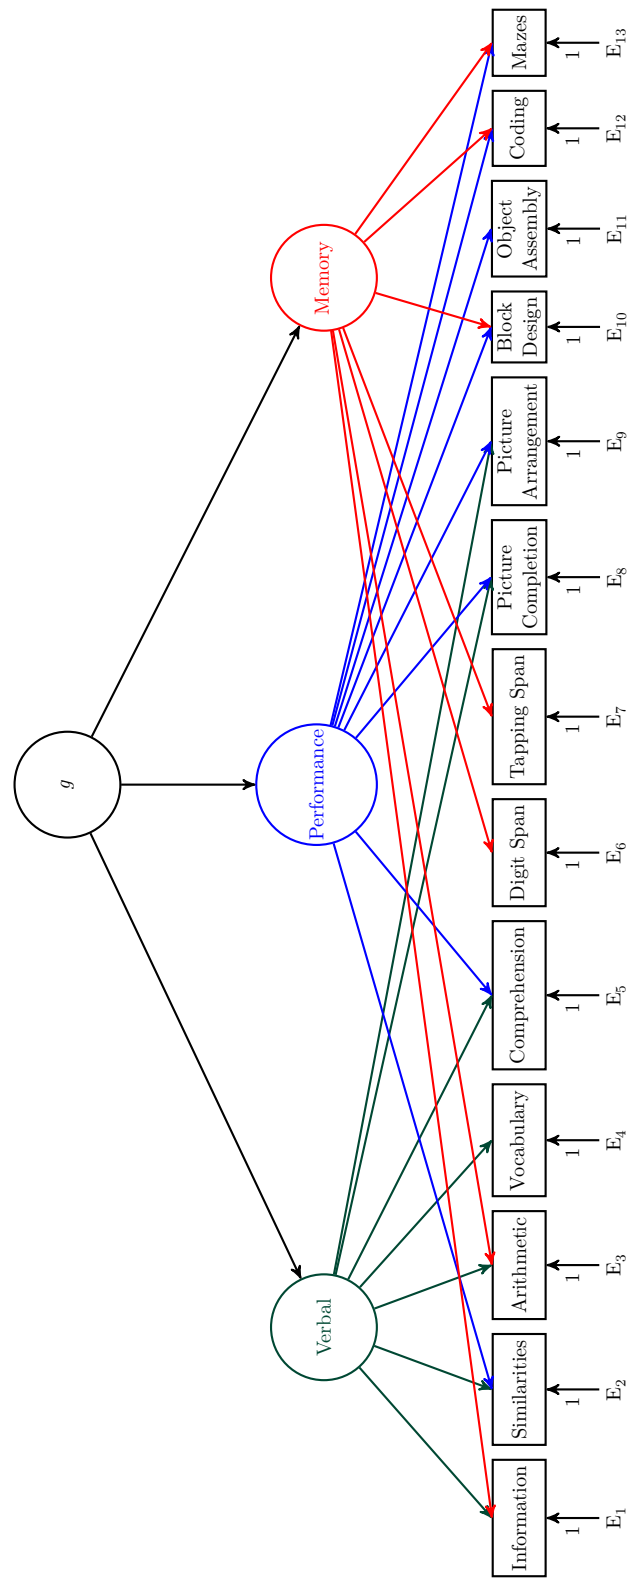 g
Verbal
Performance
Memory
Information
Similarities
Arithmetic
Vocabulary
Comprehension
Digit Span
Tapping Span
Picture
Completion
Picture
Arrangement
Block
Design
Object
Assembly
Coding
Mazes
1
1
1
1
1
1
1
1
1
1
1
1
1
E1
E2
E3
E4
E5
E6
E7
E8
E9
E10
E11
E12
E13